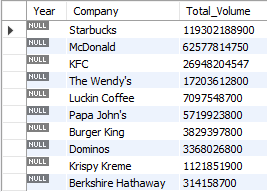 Year Company Total_Volume
NULL Starbucks 119302188900
NULL McDonald 62577814750
NULL KFC 26948204547
NULL The Wendy's 17203612800
NULL Luckin Coffee 7097548700
NULL Papa John's 5719923800
NULL Burger King 3829397800
NULL Dominos 3368026800
NULL Krispy Kreme 1121851900
NULL Berkshire Hathaway 314158700